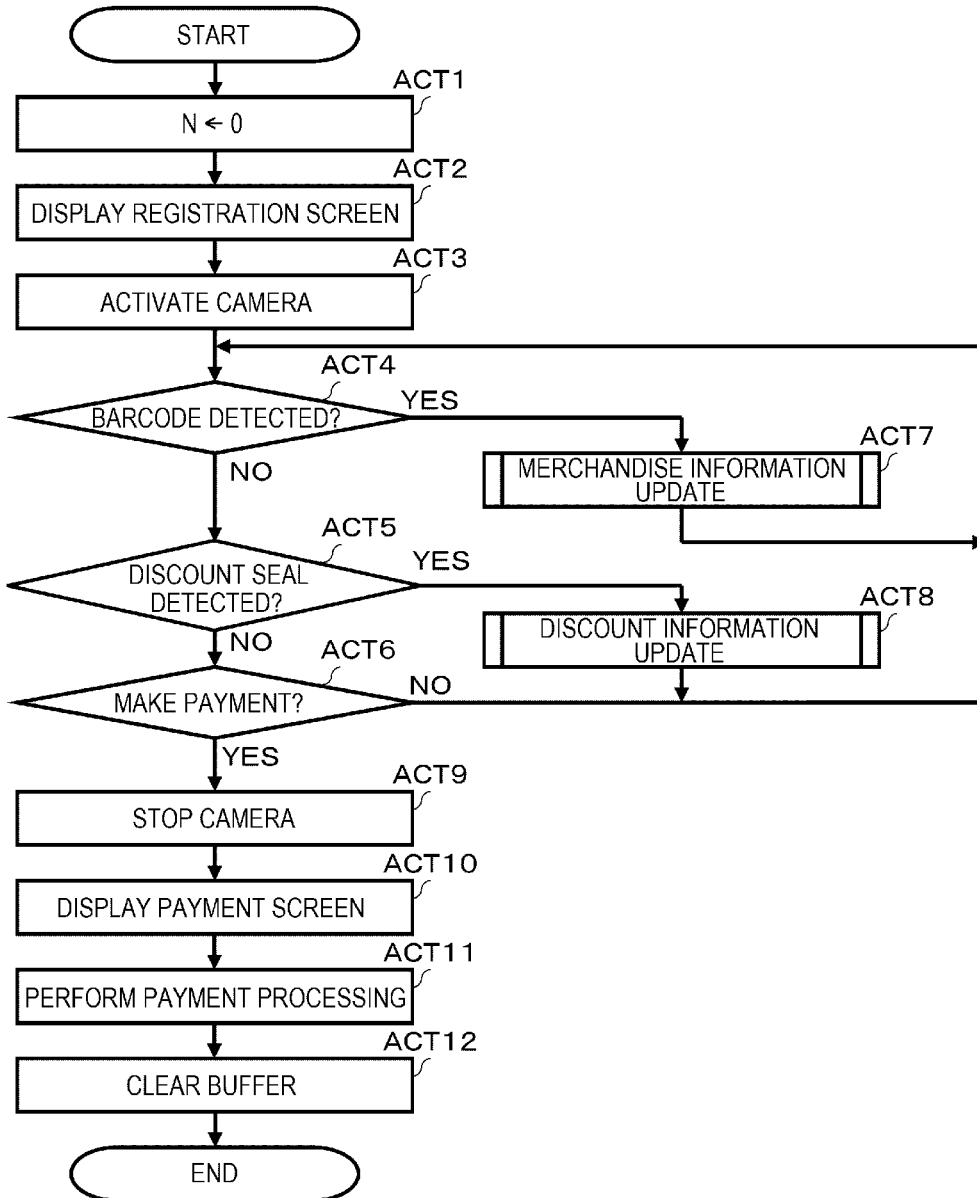 START
ACT1
N ← 0
ACT2
DISPLAY REGISTRATION SCREEN
ACT3
ACTIVATE CAMERA
ACT4
BARCODE DETECTED?
YES
NO
ACT7
MERCHANDISE INFORMATION
UPDATE
ACT5
DISCOUNT SEAL
DETECTED?
YES
NO
ACT8
DISCOUNT INFORMATION
UPDATE
ACT6
MAKE PAYMENT?
NO
YES
ACT9
STOP CAMERA
ACT10
DISPLAY PAYMENT SCREEN
ACT11
PERFORM PAYMENT PROCESSING
ACT12
CLEAR BUFFER
END